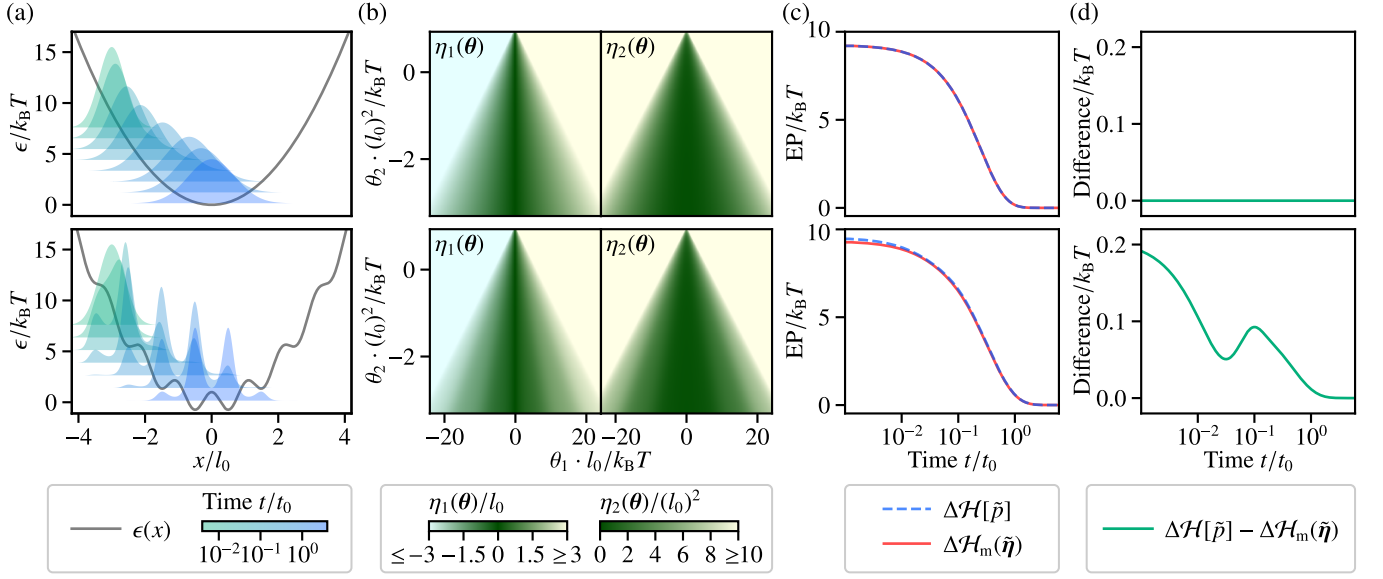 (a) (b) (c) (d)
15
10
5
0
ϵ/k_BT
η₁(θ) η₂(θ)
0
−2
θ₂ · (l₀)²/k_BT
10
5
0
EP/k_BT
0.2
0.1
0.0
Difference/k_BT
15
10
5
0
ϵ/k_BT
−4 −2 0 2 4
x/l₀
η₁(θ) η₂(θ)
0
−2
θ₂ · (l₀)²/k_BT
−20 0 20 −20 0 20
θ₁ · l₀/k_BT
10
5
0
EP/k_BT
10⁻² 10⁻¹ 10⁰
Time t/t₀
0.2
0.1
0.0
Difference/k_BT
10⁻² 10⁻¹ 10⁰
Time t/t₀
ϵ(x)
Time t/t₀
10⁻² 10⁻¹ 10⁰
η₁(θ)/l₀
≤−3 −1.5 0 1.5 ≥3
η₂(θ)/(l₀)²
0 2 4 6 8 ≥10
Δℋ[p̃]
Δℋₘ(η̃)
Δℋ[p̃] − Δℋₘ(η̃)